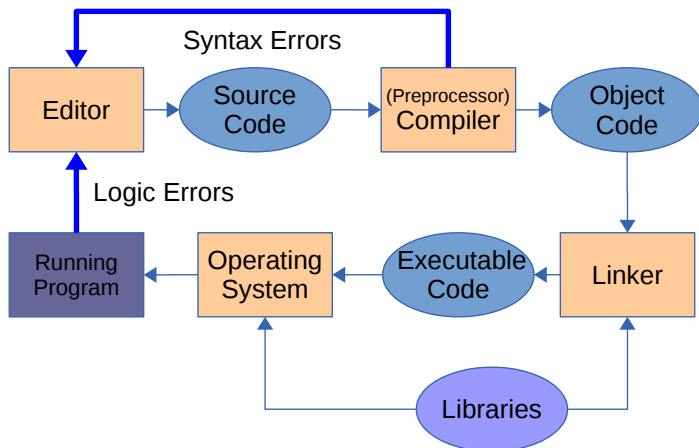 Syntax Errors
Editor
Source
Code
(Preprocessor)
Compiler
Object
Code
Logic Errors
Running
Program
Operating
System
Executable
Code
Linker
Libraries